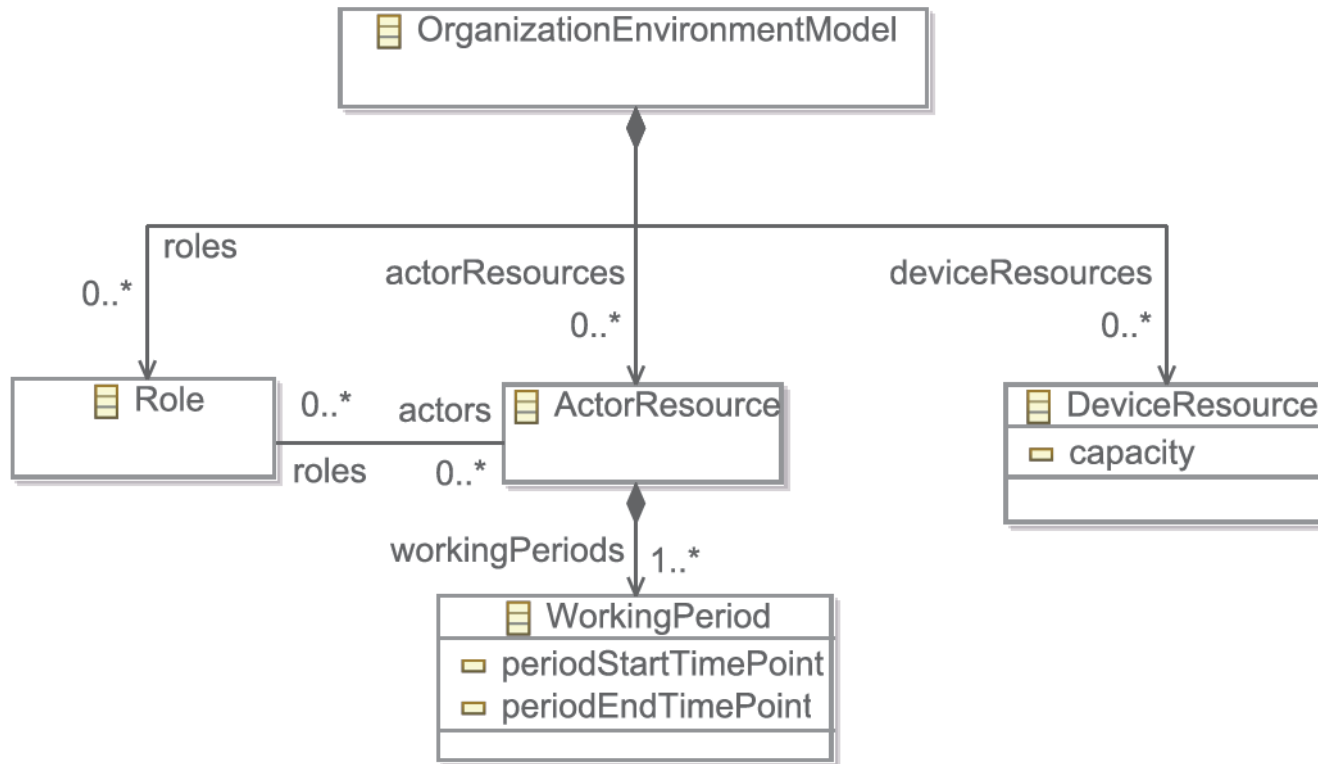 OrganizationEnvironmentModel
roles
actorResources
deviceResources
0..*
0..*
0..*
Role
0..*
actors
ActorResource
DeviceResource
roles
0..*
capacity
workingPeriods
1..*
WorkingPeriod
periodStartTimePoint
periodEndTimePoint